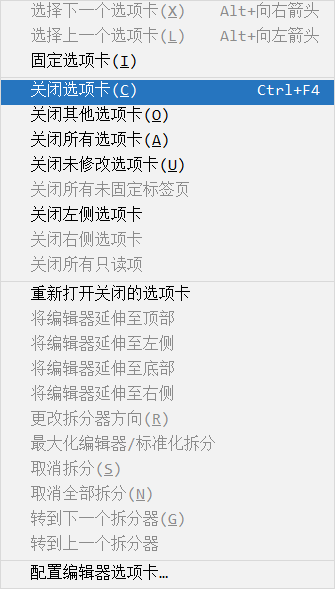 选择下一个选项卡(X) Alt+向右箭头
选择上一个选项卡(L) Alt+向左箭头
固定选项卡(I)
关闭选项卡(C) Ctrl+F4
关闭其他选项卡(O)
关闭所有选项卡(A)
关闭未修改选项卡(U)
关闭所有未固定标签页
关闭左侧选项卡
关闭右侧选项卡
关闭所有只读项
重新打开关闭的选项卡
将编辑器延伸至顶部
将编辑器延伸至左侧
将编辑器延伸至底部
将编辑器延伸至右侧
更改拆分器方向(R)
最大化编辑器/标准化拆分
取消拆分(S)
取消全部拆分(N)
转到下一个拆分器(G)
转到上一个拆分器
配置编辑器选项卡…